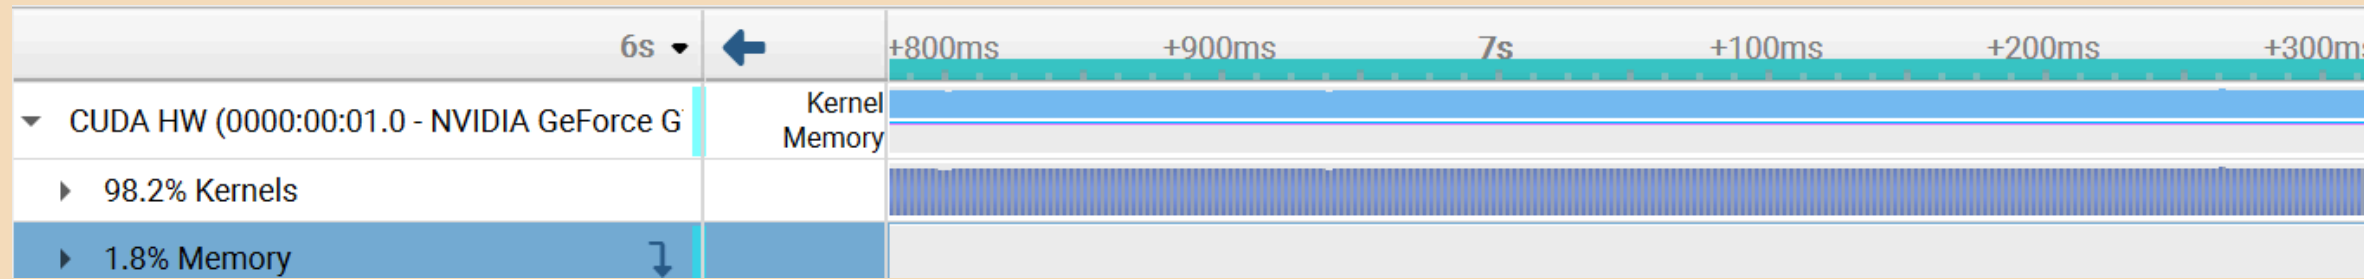 6s +800ms +900ms 7s +100ms +200ms +300m
CUDA HW (0000:00:01.0 - NVIDIA GeForce G
Kernel
Memory
98.2% Kernels
1.8% Memory